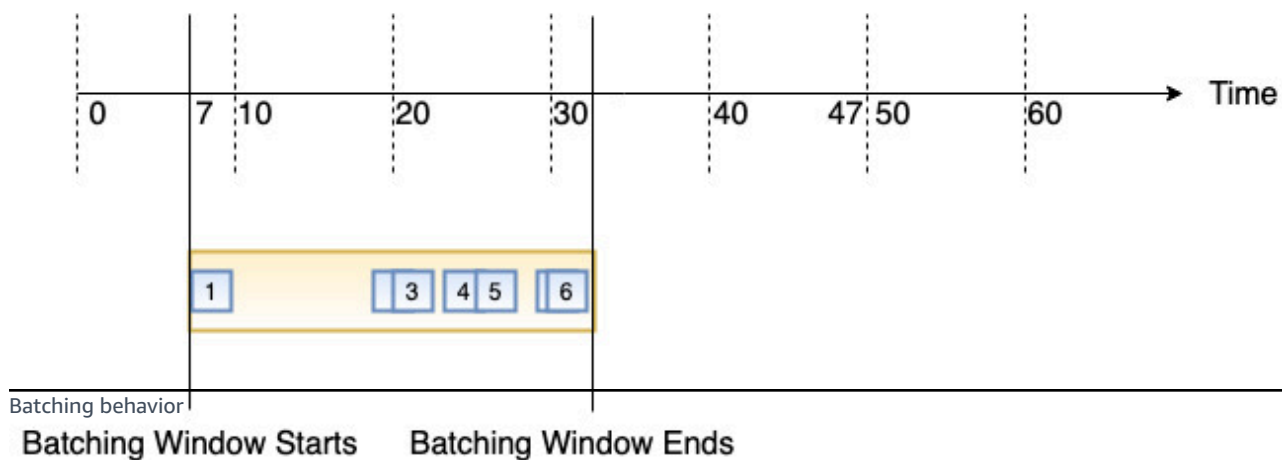 Time
0 7 10 20 30 40 47 50 60
1 3 4 5 6
Batching behavior
Batching Window Starts Batching Window Ends